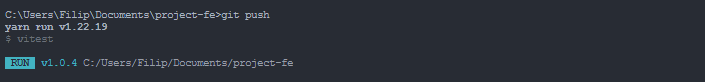 C:\Users\Filip\Documents\project-fe>git push
yarn run v1.22.19
$ vitest
RUN v1.0.4 C:/Users/Filip/Documents/project-fe